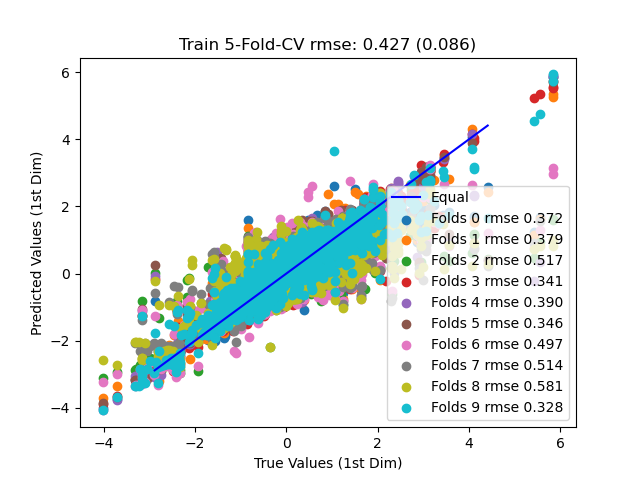 Train 5-Fold-CV rmse: 0.427 (0.086)
6
4
2
0
−2
−4
Predicted Values (1st Dim)
Equal
Folds 0 rmse 0.372
Folds 1 rmse 0.379
Folds 2 rmse 0.517
Folds 3 rmse 0.341
Folds 4 rmse 0.390
Folds 5 rmse 0.346
Folds 6 rmse 0.497
Folds 7 rmse 0.514
Folds 8 rmse 0.581
Folds 9 rmse 0.328
−4 −2 0 2 4 6
True Values (1st Dim)